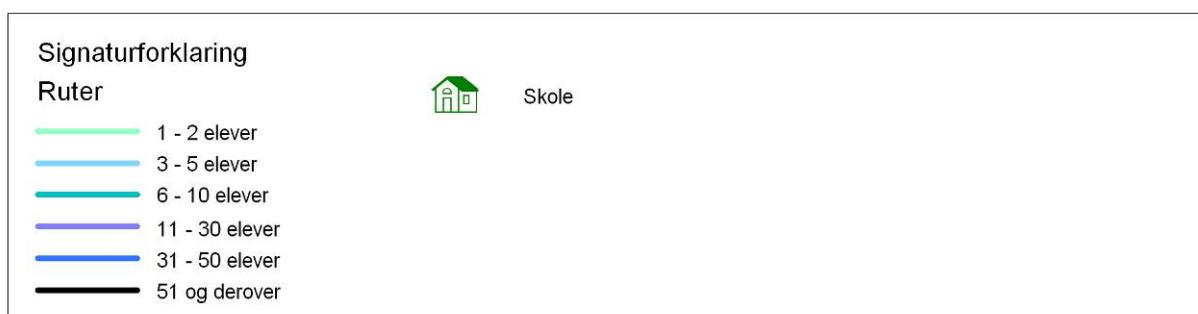 Signaturforklaring
Ruter
Skole
1 - 2 elever
3 - 5 elever
6 - 10 elever
11 - 30 elever
31 - 50 elever
51 og derover